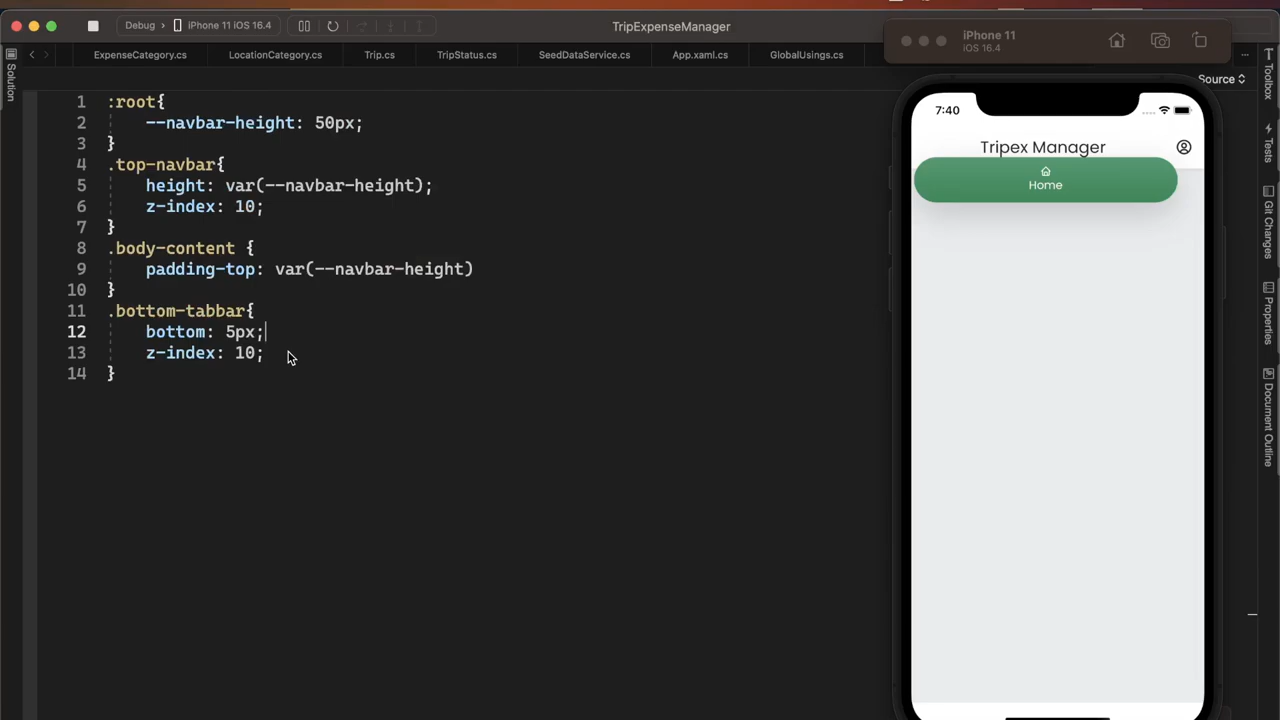 Debug › iPhone 11 iOS 16.4
TripExpenseManager
ExpenseCategory.cs
LocationCategory.cs
Trip.cs
TripStatus.cs
SeedDataService.cs
App.xaml.cs
GlobalUsings.cs
...
Source
Solution
1 :root{
2 --navbar-height: 50px;
3 }
4 .top-navbar{
5 height: var(--navbar-height);
6 z-index: 10;
7 }
8 .body-content {
9 padding-top: var(--navbar-height)
10 }
11 .bottom-tabbar{
12 bottom: 5px;
13 z-index: 10;
14 }
iPhone 11
iOS 16.4
7:40
Tripex Manager
Home
Toolbox
Tests
Git Changes
Properties
Document Outline